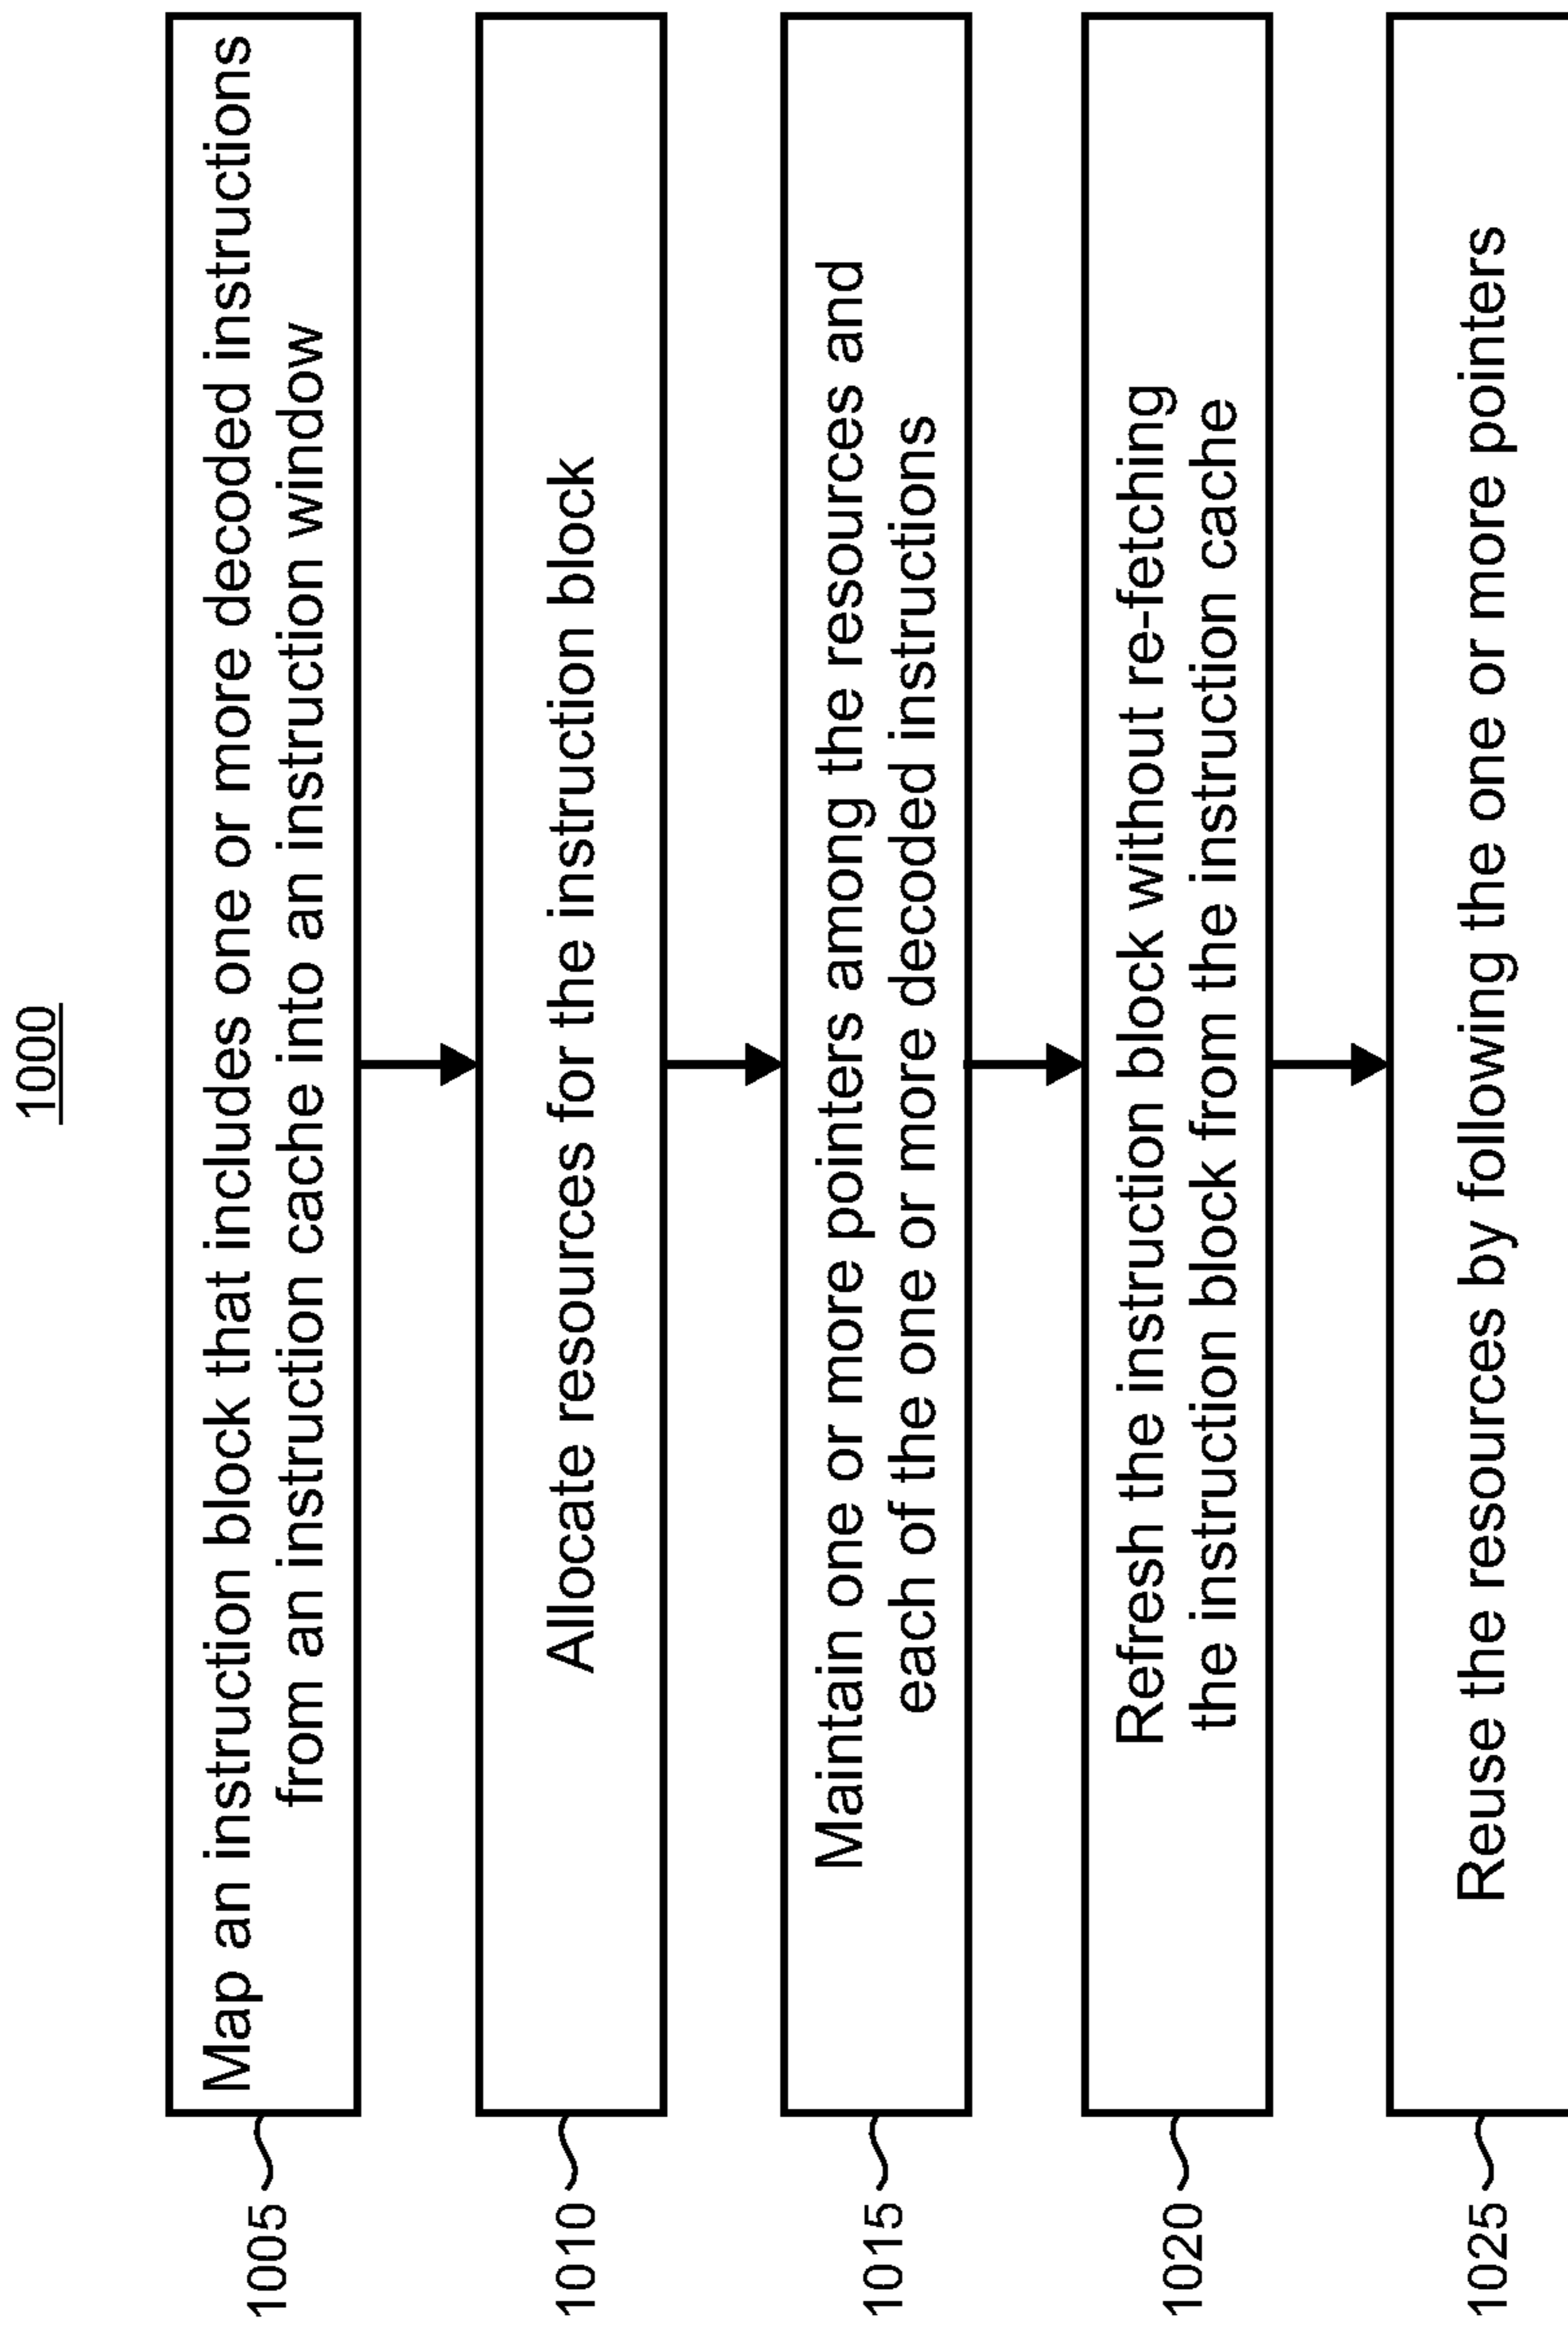 1000
1005
Map an instruction block that includes one or more decoded instructions
from an instruction cache into an instruction window
1010
Allocate resources for the instruction block
1015
Maintain one or more pointers among the resources and
each of the one or more decoded instructions
1020
Refresh the instruction block without re-fetching
the instruction block from the instruction cache
1025
Reuse the resources by following the one or more pointers